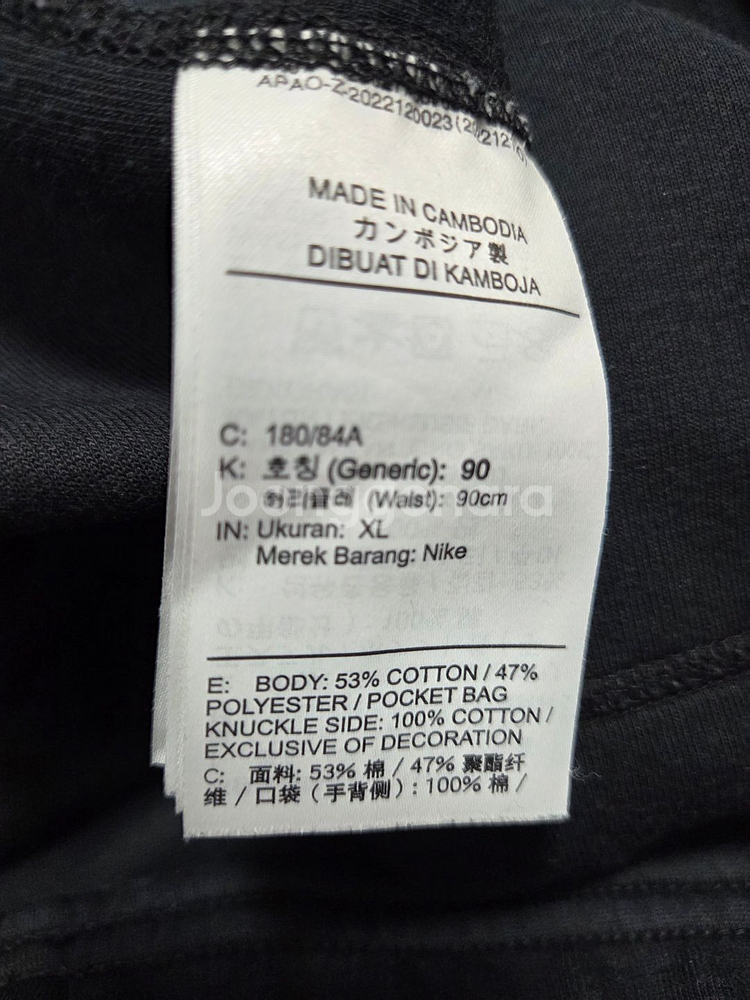 APAO-Z-2022120023(
MADE IN CAMBODIA
カンボジア製
DIBUAT DI KAMBOJA
C: 180/84A
K: 호칭 (Generic): 90
허리둘레 (Waist): 90cm
Joonggonara
IN: Ukuran: XL
Merek Barang: Nike
E: BODY: 53% COTTON / 47%
POLYESTER / POCKET BAG
KNUCKLE SIDE: 100% COTTON /
EXCLUSIVE OF DECORATION
C: 面料: 53% 棉 / 47% 聚酯纤
维 / 口袋 (手背侧) : 100% 棉 /